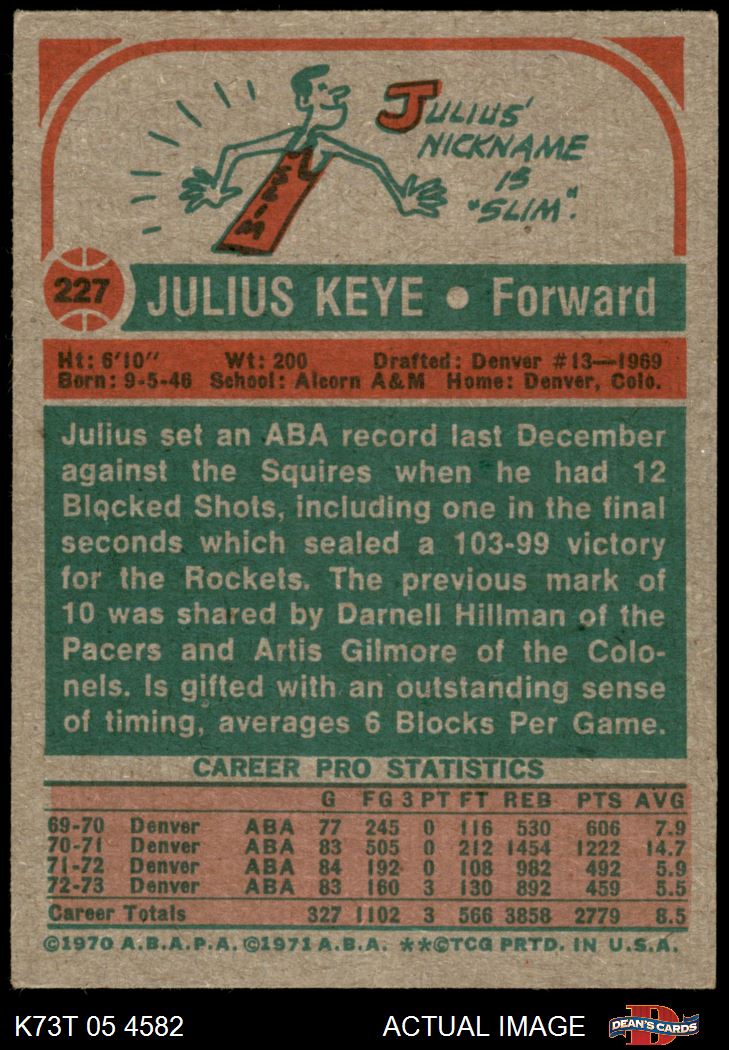 JULIUS'
NICKNAME
IS
"SLIM".
SLIM
227 JULIUS KEYE • Forward
Ht: 6'10" Wt: 200 Drafted: Denver #13—1969
Born: 9-5-46 School: Alcorn A&M Home: Denver, Colo.
Julius set an ABA record last December
against the Squires when he had 12
Blocked Shots, including one in the final
seconds which sealed a 103-99 victory
for the Rockets. The previous mark of
10 was shared by Darnell Hillman of the
Pacers and Artis Gilmore of the Colo-
nels. Is gifted with an outstanding sense
of timing, averages 6 Blocks Per Game.
CAREER PRO STATISTICS
G FG 3 PT FT REB PTS AVG
69-70 Denver ABA 77 245 0 116 530 606 7.9
70-71 Denver ABA 83 505 0 212 1454 1222 14.7
71-72 Denver ABA 84 192 0 108 982 492 5.9
72-73 Denver ABA 83 160 3 130 892 459 5.5
Career Totals 327 1102 3 566 3858 2779 8.5
©1970 A.B.A.P.A. ©1971 A.B.A. **©TCG PRTD. IN U.S.A.
K73T 05 4582 ACTUAL IMAGE D DEAN'S CARDS